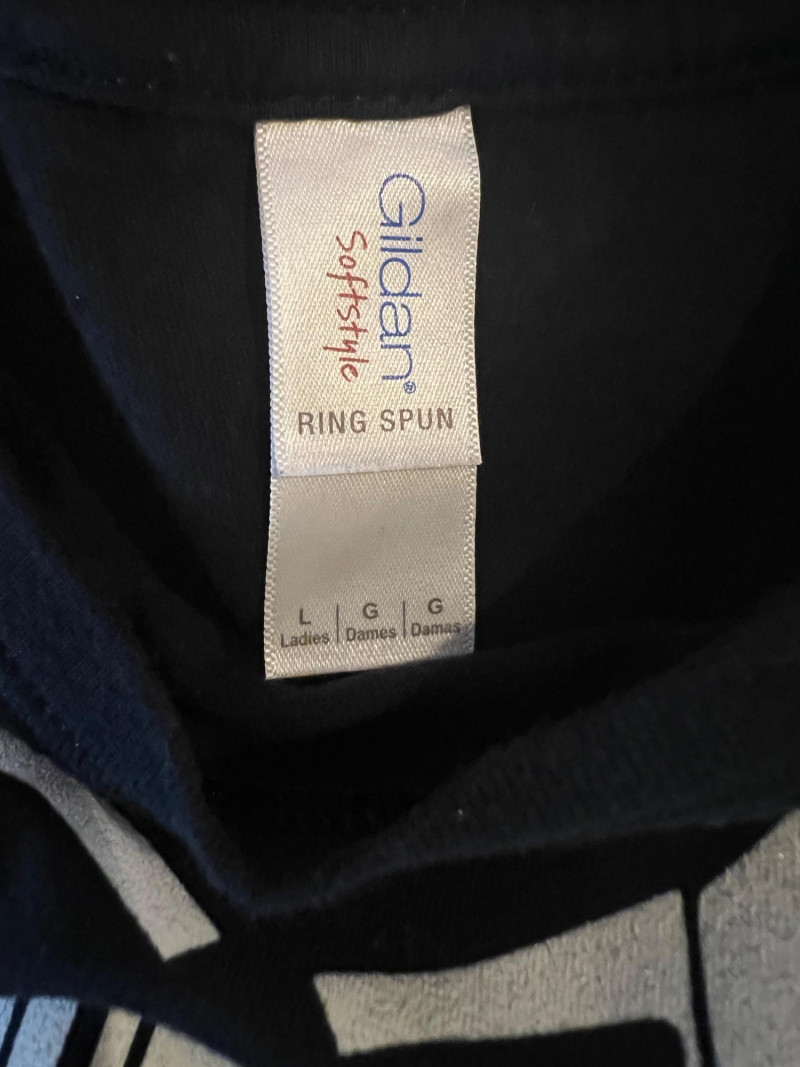 Gildan®
Softstyle
RING SPUN
L | G | G
Ladies | Dames | Damas